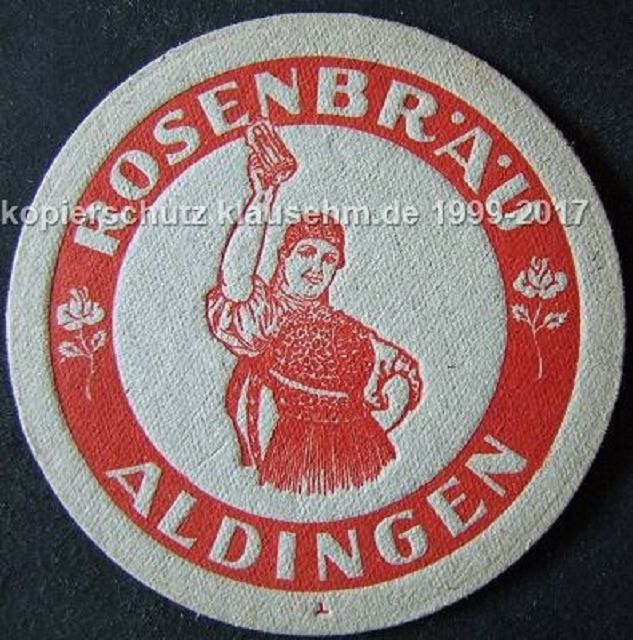 ROSENBRÄU
kopierschutz klausehm.de 1999-2017
ALDINGEN